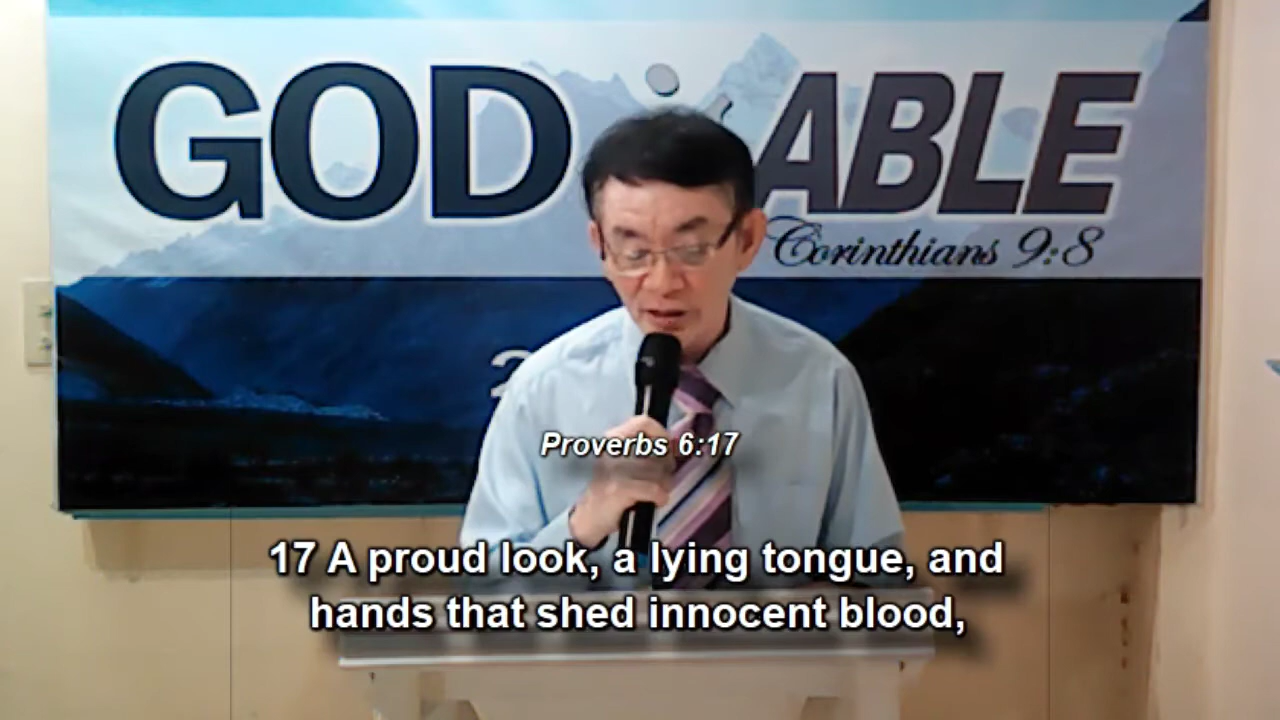 GOD ABLE
Corinthians 9:8
2
Proverbs 6:17
17 A proud look, a lying tongue, and
hands that shed innocent blood,